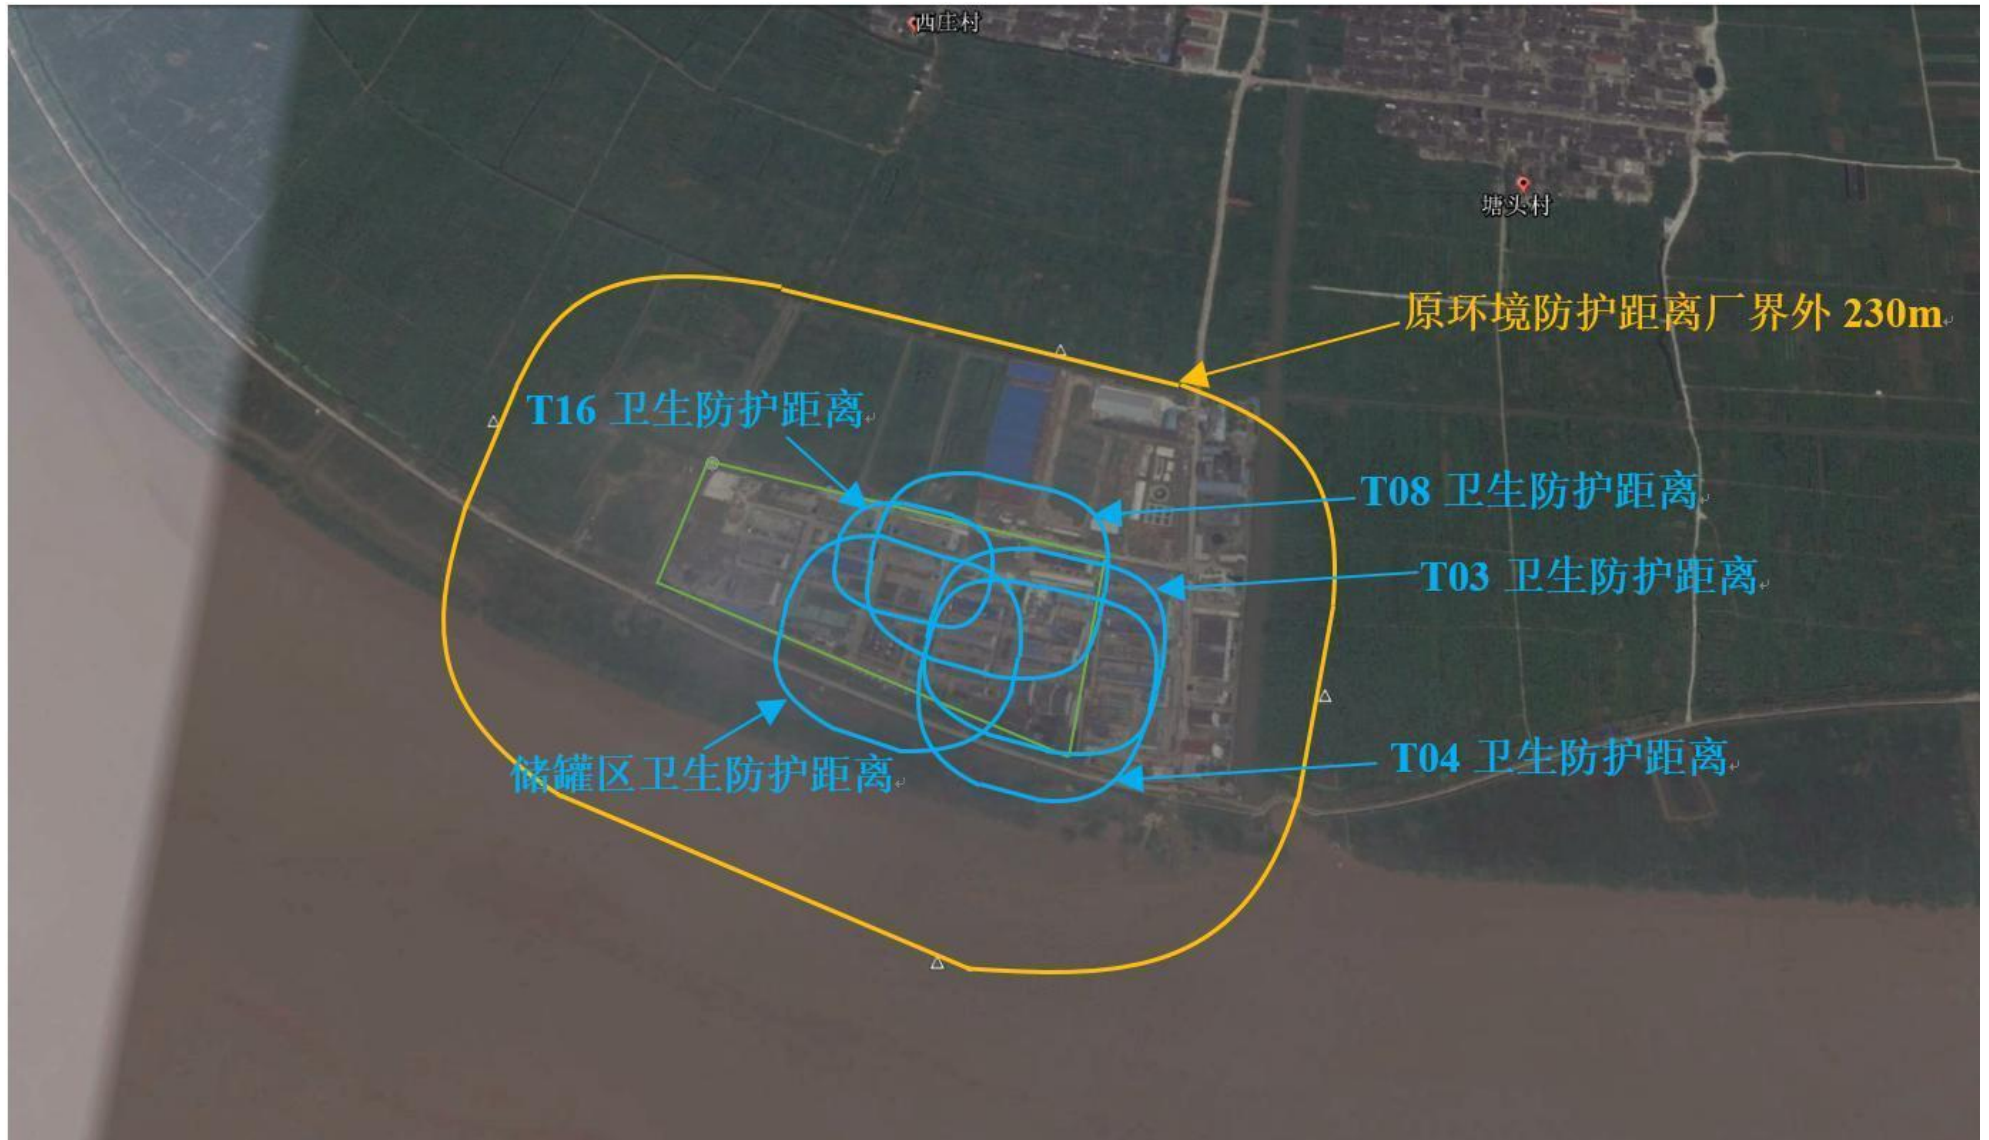 西庄村
塘头村
原环境防护距离厂界外 230m
T16 卫生防护距离
T08 卫生防护距离
T03 卫生防护距离
储罐区卫生防护距离
T04 卫生防护距离